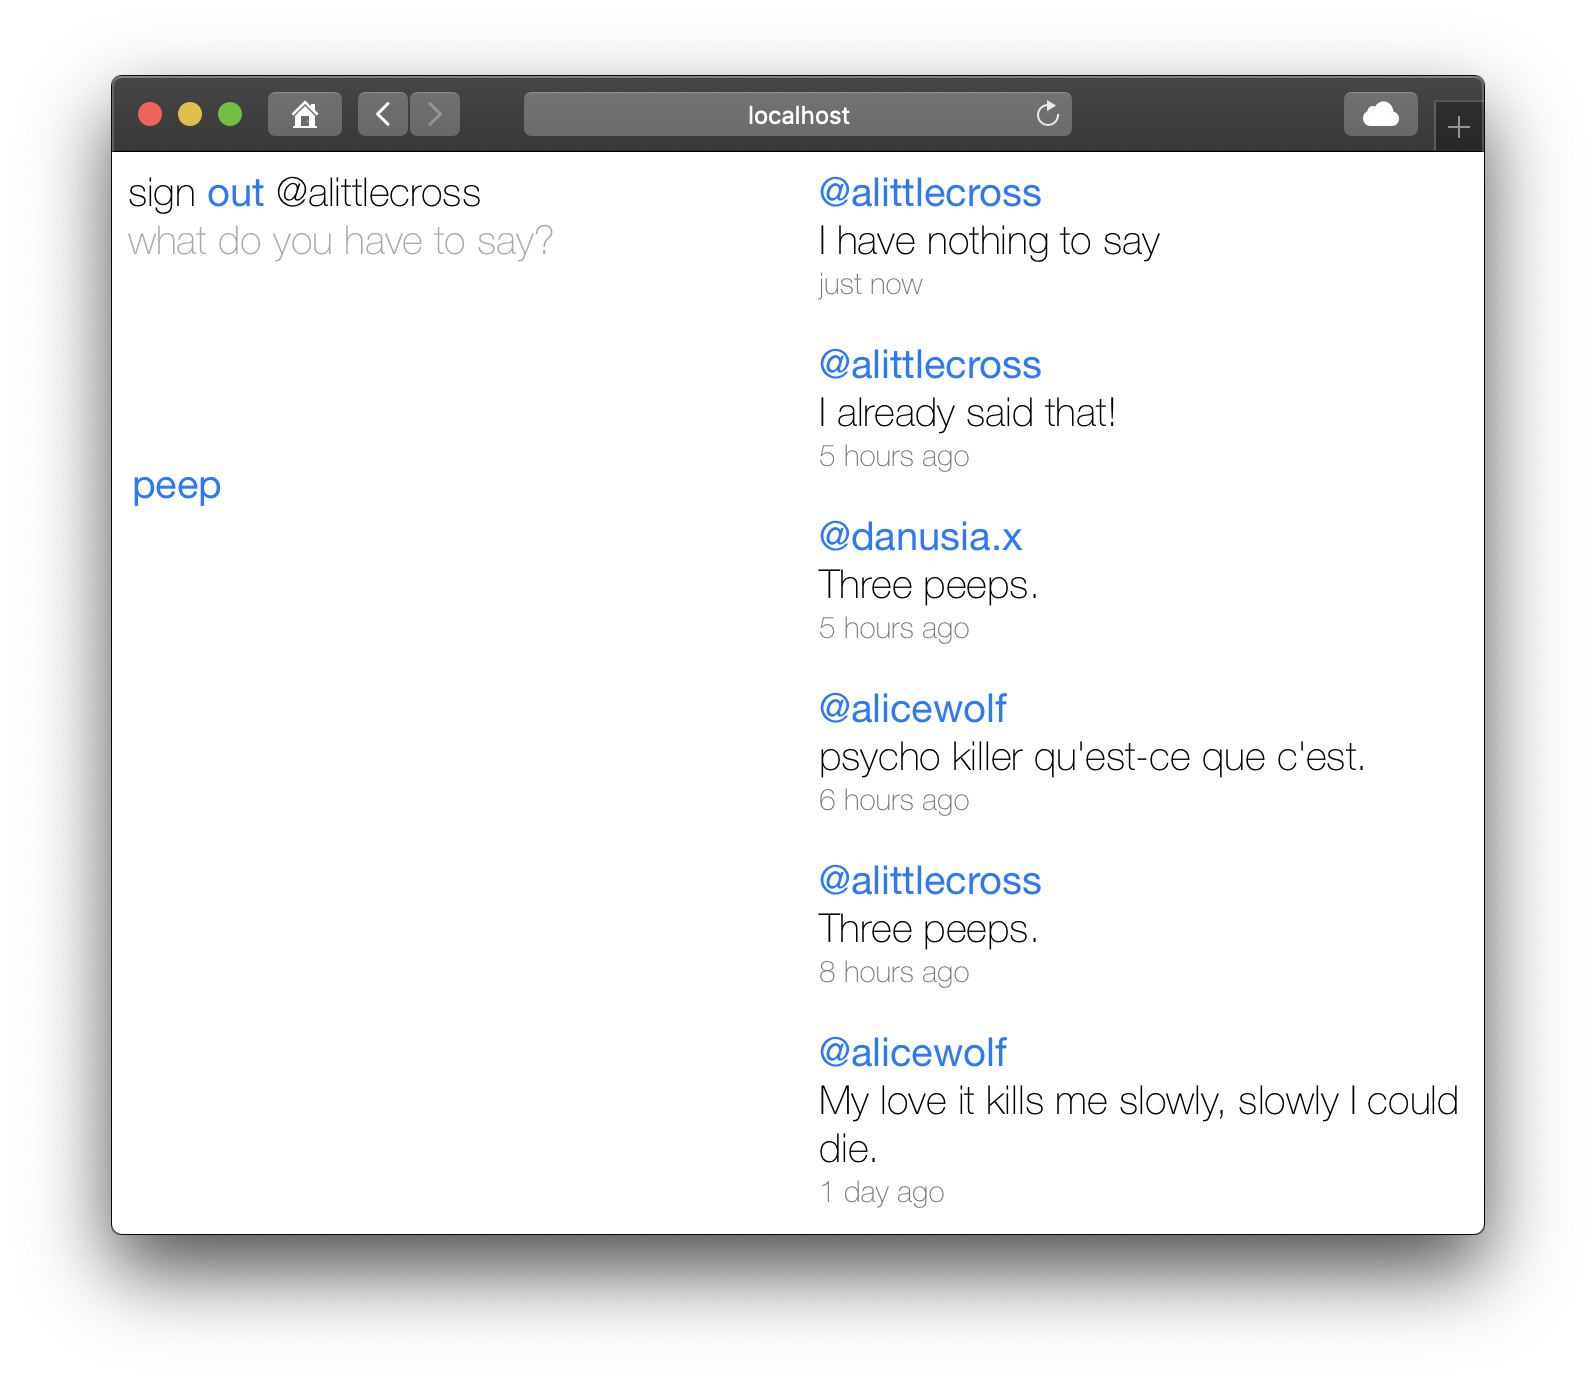 localhost
sign out @alittlecross
what do you have to say?
peep
@alittlecross
I have nothing to say
just now
@alittlecross
I already said that!
5 hours ago
@danusia.x
Three peeps.
5 hours ago
@alicewolf
psycho killer qu'est-ce que c'est.
6 hours ago
@alittlecross
Three peeps.
8 hours ago
@alicewolf
My love it kills me slowly, slowly I could
die.
1 day ago